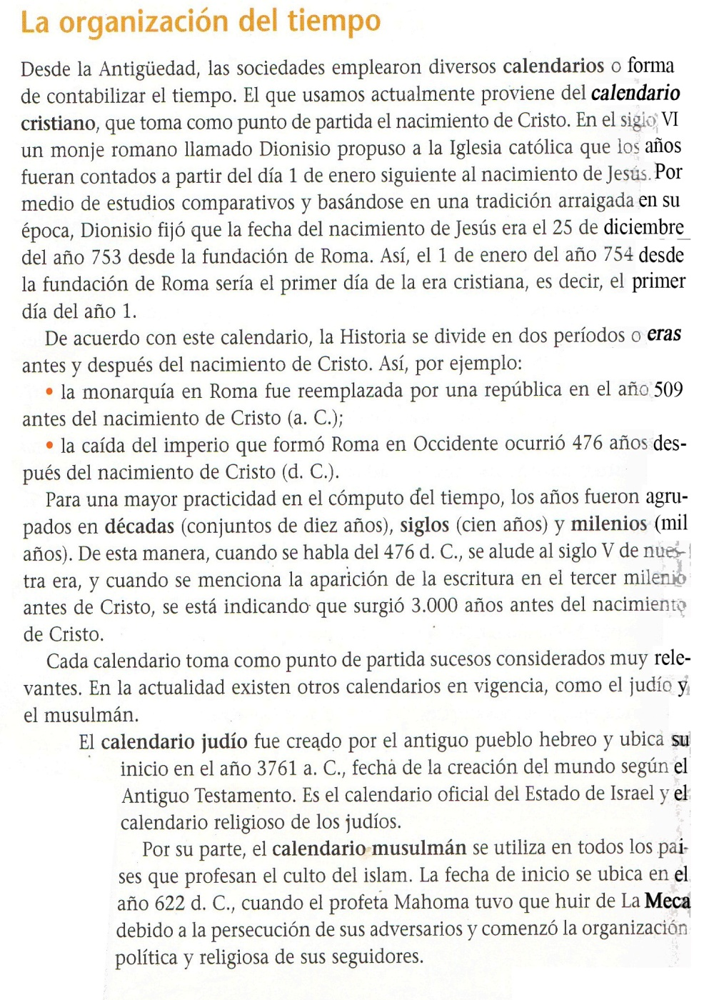 La organización del tiempo
Desde la Antigüedad, las sociedades emplearon diversos calendarios o forma
de contabilizar el tiempo. El que usamos actualmente proviene del calendario
cristiano, que toma como punto de partida el nacimiento de Cristo. En el siglo VI
un monje romano llamado Dionisio propuso a la Iglesia católica que los años
fueran contados a partir del día 1 de enero siguiente al nacimiento de Jesús. Por
medio de estudios comparativos y basándose en una tradición arraigada en su
época, Dionisio fijó que la fecha del nacimiento de Jesús era el 25 de diciembre
del año 753 desde la fundación de Roma. Así, el 1 de enero del año 754 desde
la fundación de Roma sería el primer día de la era cristiana, es decir, el primer
día del año 1.
De acuerdo con este calendario, la Historia se divide en dos períodos o eras
antes y después del nacimiento de Cristo. Así, por ejemplo:
• la monarquía en Roma fue reemplazada por una república en el año 509
antes del nacimiento de Cristo (a. C.);
• la caída del imperio que formó Roma en Occidente ocurrió 476 años des-
pués del nacimiento de Cristo (d. C.).
Para una mayor practicidad en el cómputo del tiempo, los años fueron agru-
pados en décadas (conjuntos de diez años), siglos (cien años) y milenios (mil
años). De esta manera, cuando se habla del 476 d. C., se alude al siglo V de nues-
tra era, y cuando se menciona la aparición de la escritura en el tercer milenio
antes de Cristo, se está indicando que surgió 3.000 años antes del nacimiento
de Cristo.
Cada calendario toma como punto de partida sucesos considerados muy rele-
vantes. En la actualidad existen otros calendarios en vigencia, como el judío y
el musulmán.
El calendario judío fue creado por el antiguo pueblo hebreo y ubica su
inicio en el año 3761 a. C., fecha de la creación del mundo según el
Antiguo Testamento. Es el calendario oficial del Estado de Israel y el
calendario religioso de los judíos.
Por su parte, el calendario musulmán se utiliza en todos los paí-
ses que profesan el culto del islam. La fecha de inicio se ubica en el
año 622 d. C., cuando el profeta Mahoma tuvo que huir de La Meca
debido a la persecución de sus adversarios y comenzó la organización
política y religiosa de sus seguidores.